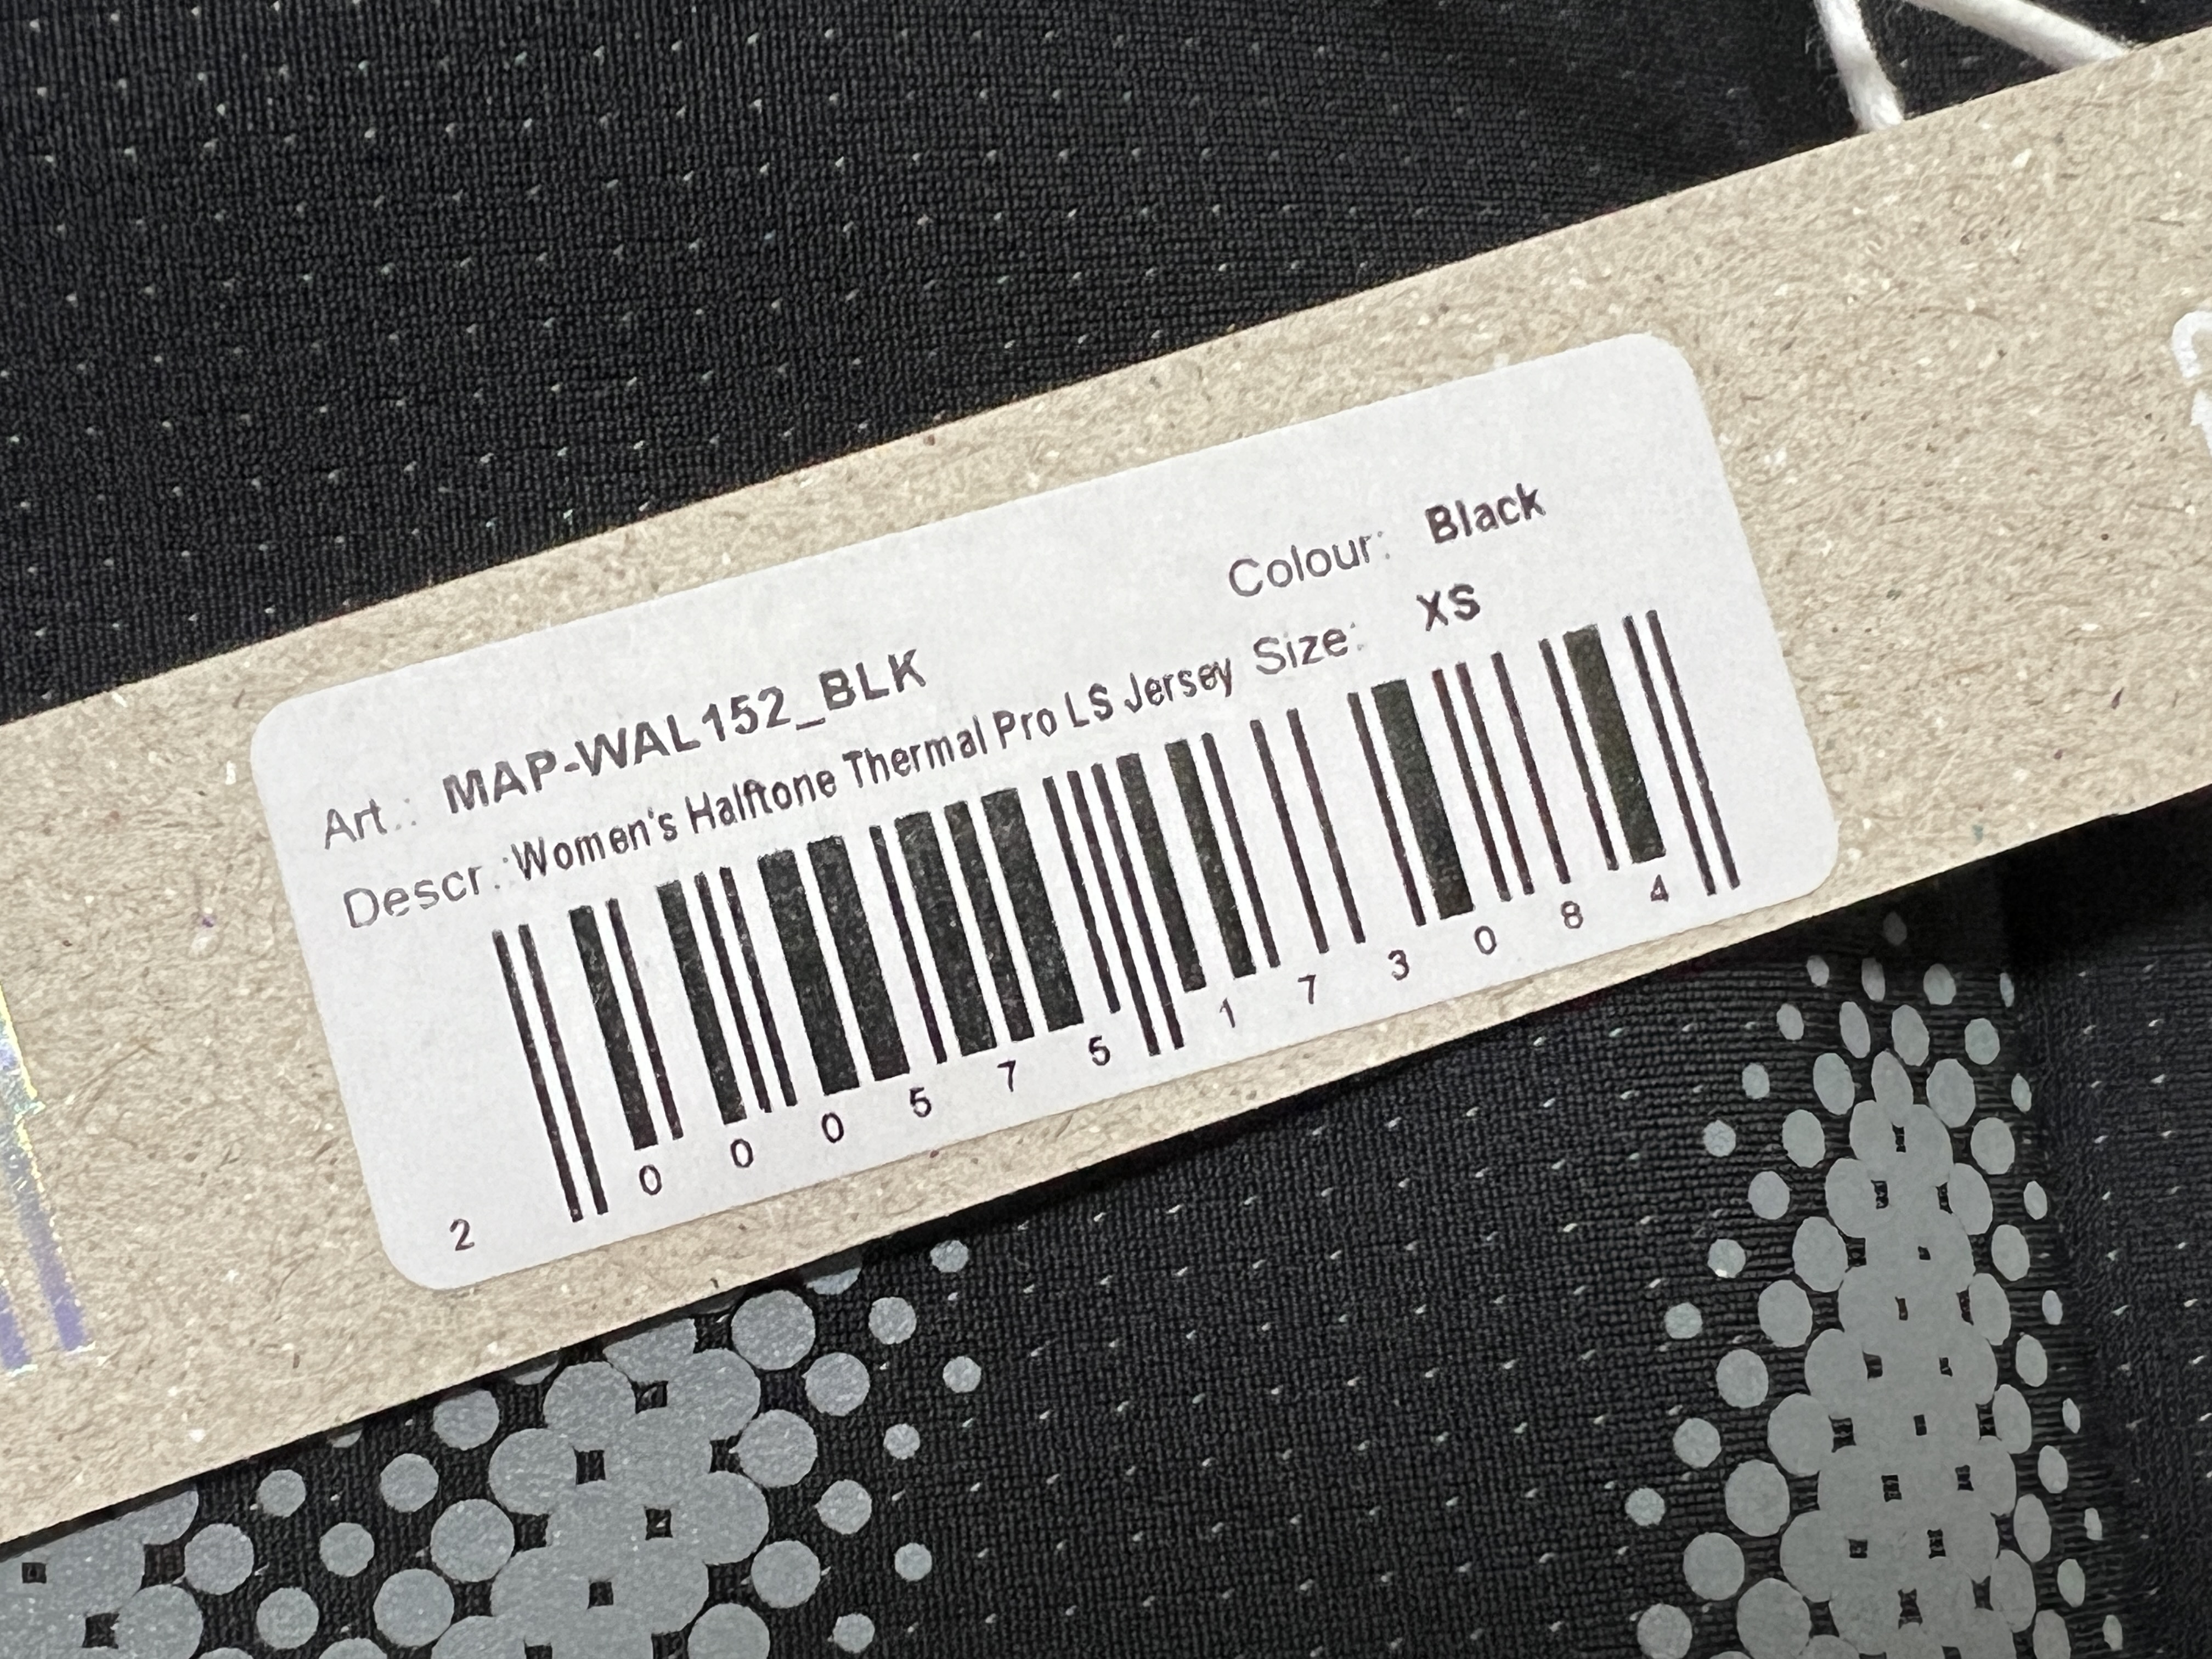 Art.: MAP-WAL152_BLK Colour: Black
Descr.: Women's Halftone Thermal Pro LS Jersey Size: XS
2 000575 173084